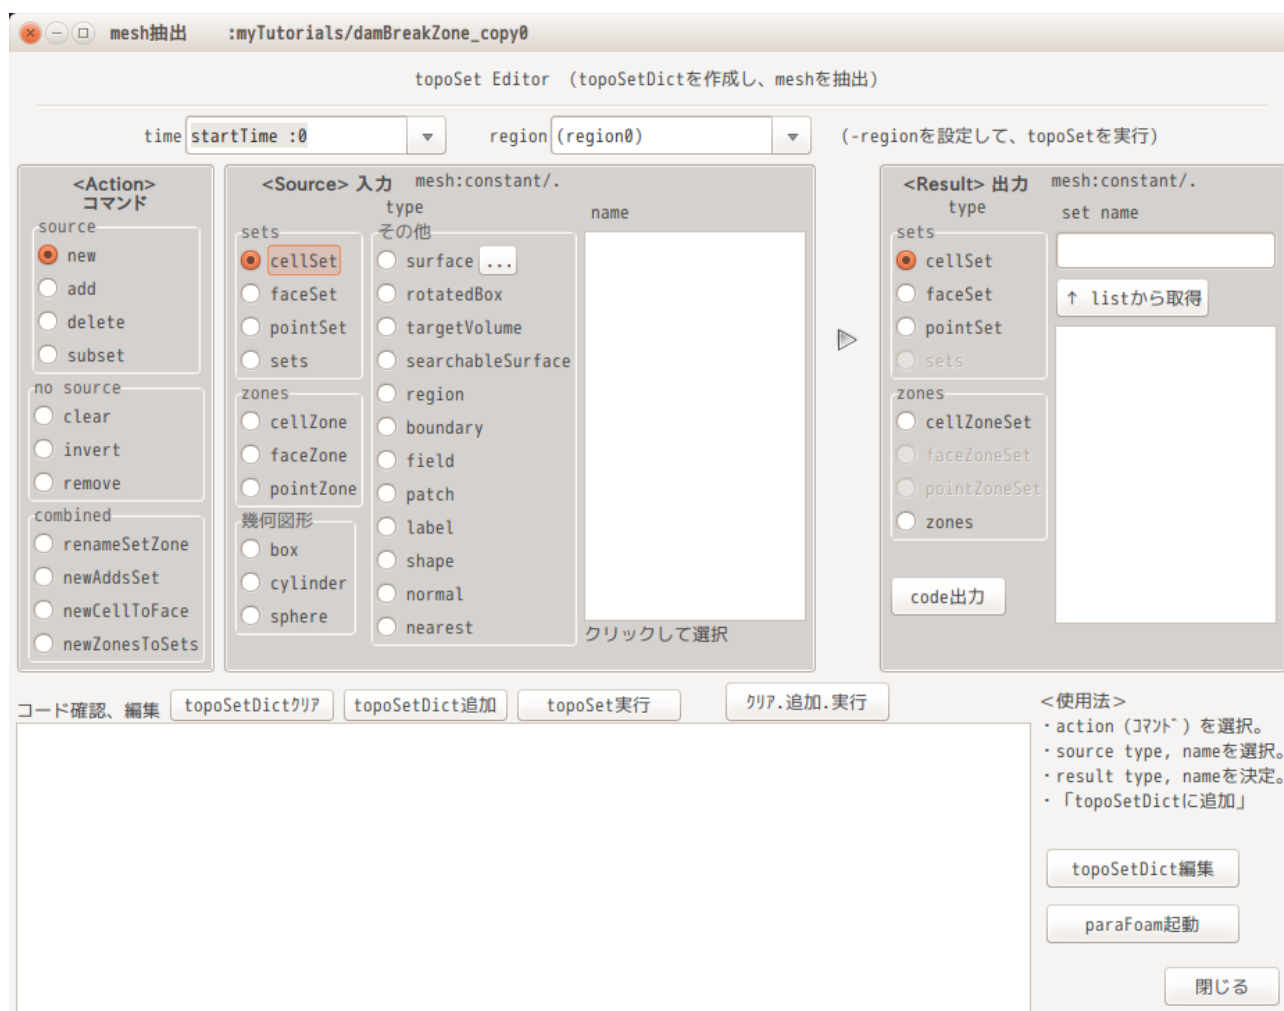 mesh抽出 :myTutorials/damBreakZone_copy0
topoSet Editor (topoSetDictを作成し、meshを抽出)
time startTime :0 region (region0) (-regionを設定して、topoSetを実行)
<Action>
コマンド
source
new
add
delete
subset
no source
clear
invert
remove
combined
renameSetZone
newAddsSet
newCellToFace
newZonesToSets
<Source> 入力 mesh:constant/.
type
name
sets
cellSet
faceSet
pointSet
sets
zones
cellZone
faceZone
pointZone
幾何図形
box
cylinder
sphere
その他
surface ...
rotatedBox
targetVolume
searchableSurface
region
boundary
field
patch
label
shape
normal
nearest
クリックして選択
<Result> 出力 mesh:constant/.
type
set name
sets
cellSet
faceSet
pointSet
sets
zones
cellZoneSet
faceZoneSet
pointZoneSet
zones
↑ listから取得
code出力
コード確認、編集 topoSetDictｸﾘｱ topoSetDict追加 topoSet実行 ｸﾘｱ.追加.実行
<使用法>
・action (ｺﾏﾝﾄﾞ) を選択。
・source type, nameを選択。
・result type, nameを決定。
・「topoSetDictに追加」
topoSetDict編集
paraFoam起動
閉じる